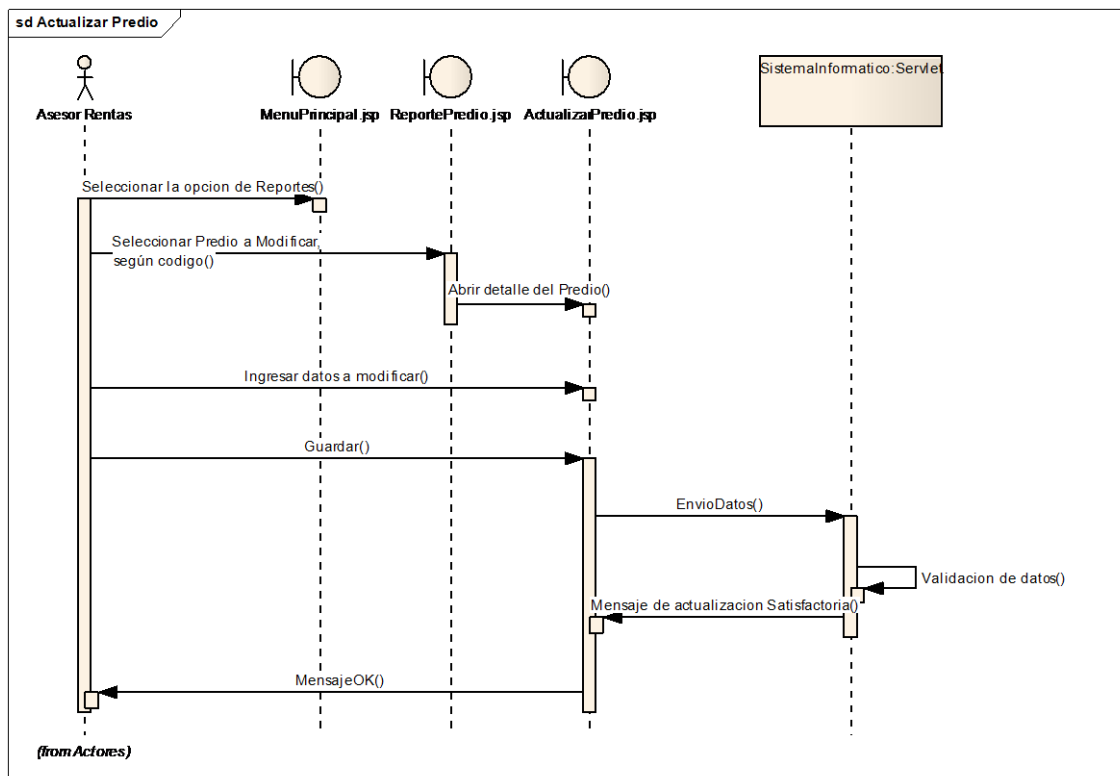 sd Actualizar Predio
SistemaInformatico:Servlet
Asesor Rentas
MenuPrincipal.jsp
ReportePredio.jsp
ActualizarPredio.jsp
Seleccionar la opcion de Reportes()
Seleccionar Predio a Modificar
según codigo()
Abrir detalle del Predio()
Ingresar datos a modificar()
Guardar()
EnvioDatos()
Validacion de datos()
Mensaje de actualizacion Satisfactoria()
MensajeOK()
(from Actores)